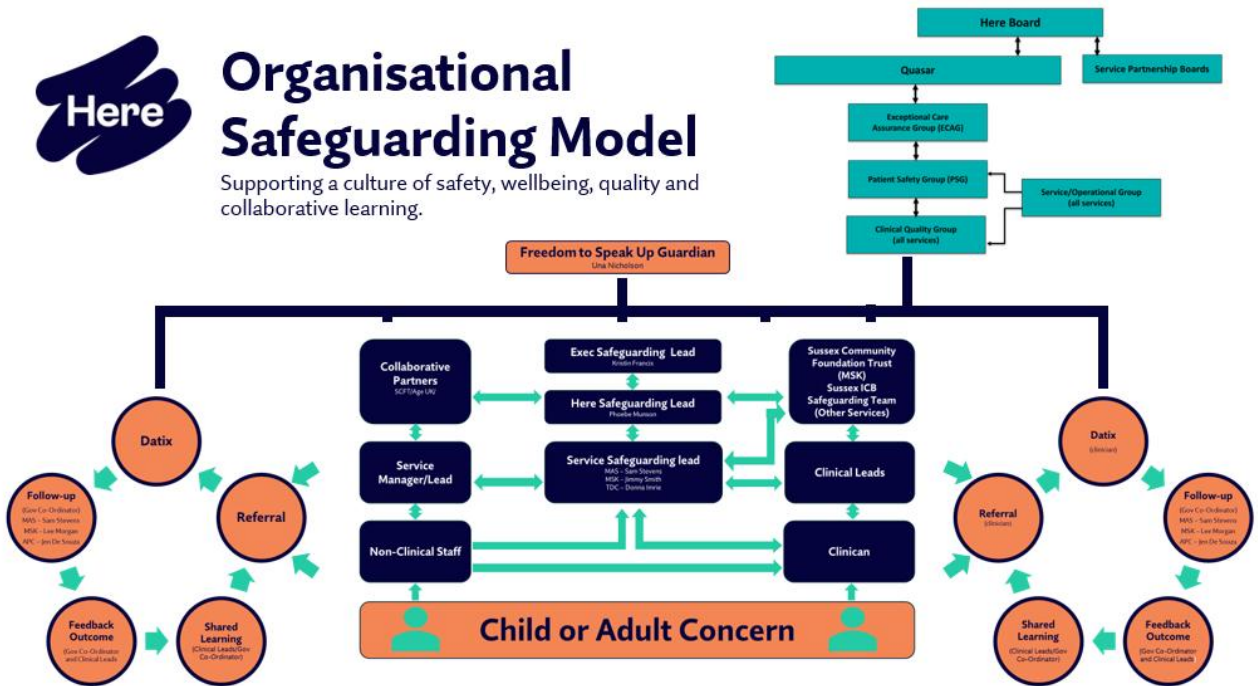 Here
Organisational
Safeguarding Model
Supporting a culture of safety, wellbeing, quality and
collaborative learning.
Here Board
Quasar
Service Partnership Boards
Exceptional Care
Assurance Group (ECAG)
Patient Safety Group (PSG)
Service/Operational Group
(all services)
Clinical Quality Group
(all services)
Freedom to Speak Up Guardian
Una Nicholson
Collaborative
Partners
SCFT/Age UK/
Exec Safeguarding Lead
Kristin Francis
Here Safeguarding Lead
Phoebe Munson
Sussex Community
Foundation Trust
(MSK)
Sussex ICB
Safeguarding Team
(Other Services)
Service
Manager/Lead
Service Safeguarding lead
MAS – Sam Stevens
MSK – Jimmy Smith
TDC – Donna Imrie
Clinical Leads
Non-Clinical Staff
Clinican
Child or Adult Concern
Datix
Follow-up
(Gov Co-Ordinator)
MAS – Sam Stevens
MSK – Lee Morgan
APC – Jen De Souza
Referral
Feedback
Outcome
(Gov Co-Ordinator
and Clinical Leads
Shared
Learning
(Clinical Leads/Gov
Co-Ordinator)
Datix
(clinician)
Referral
(clinician)
Follow-up
(Gov Co-Ordinator)
MAS – Sam Stevens
MSK – Lee Morgan
APC – Jen De Souza
Shared
Learning
(Clinical Leads/Gov
Co-Ordinator)
Feedback
Outcome
(Gov Co-Ordinator
and Clinical Leads)